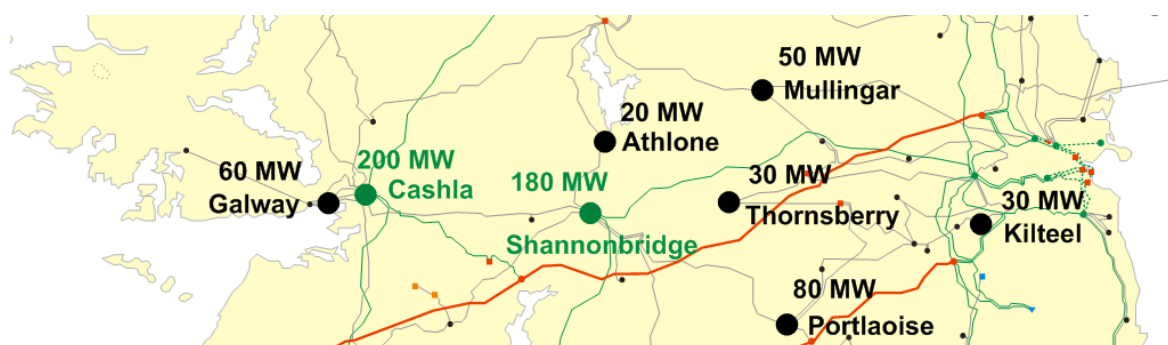 50 MW
Mullingar
20 MW
Athlone
60 MW
Galway
200 MW
Cashla
180 MW
Shannonbridge
30 MW
Thornsberry
30 MW
Kilteel
80 MW
Portlaoise